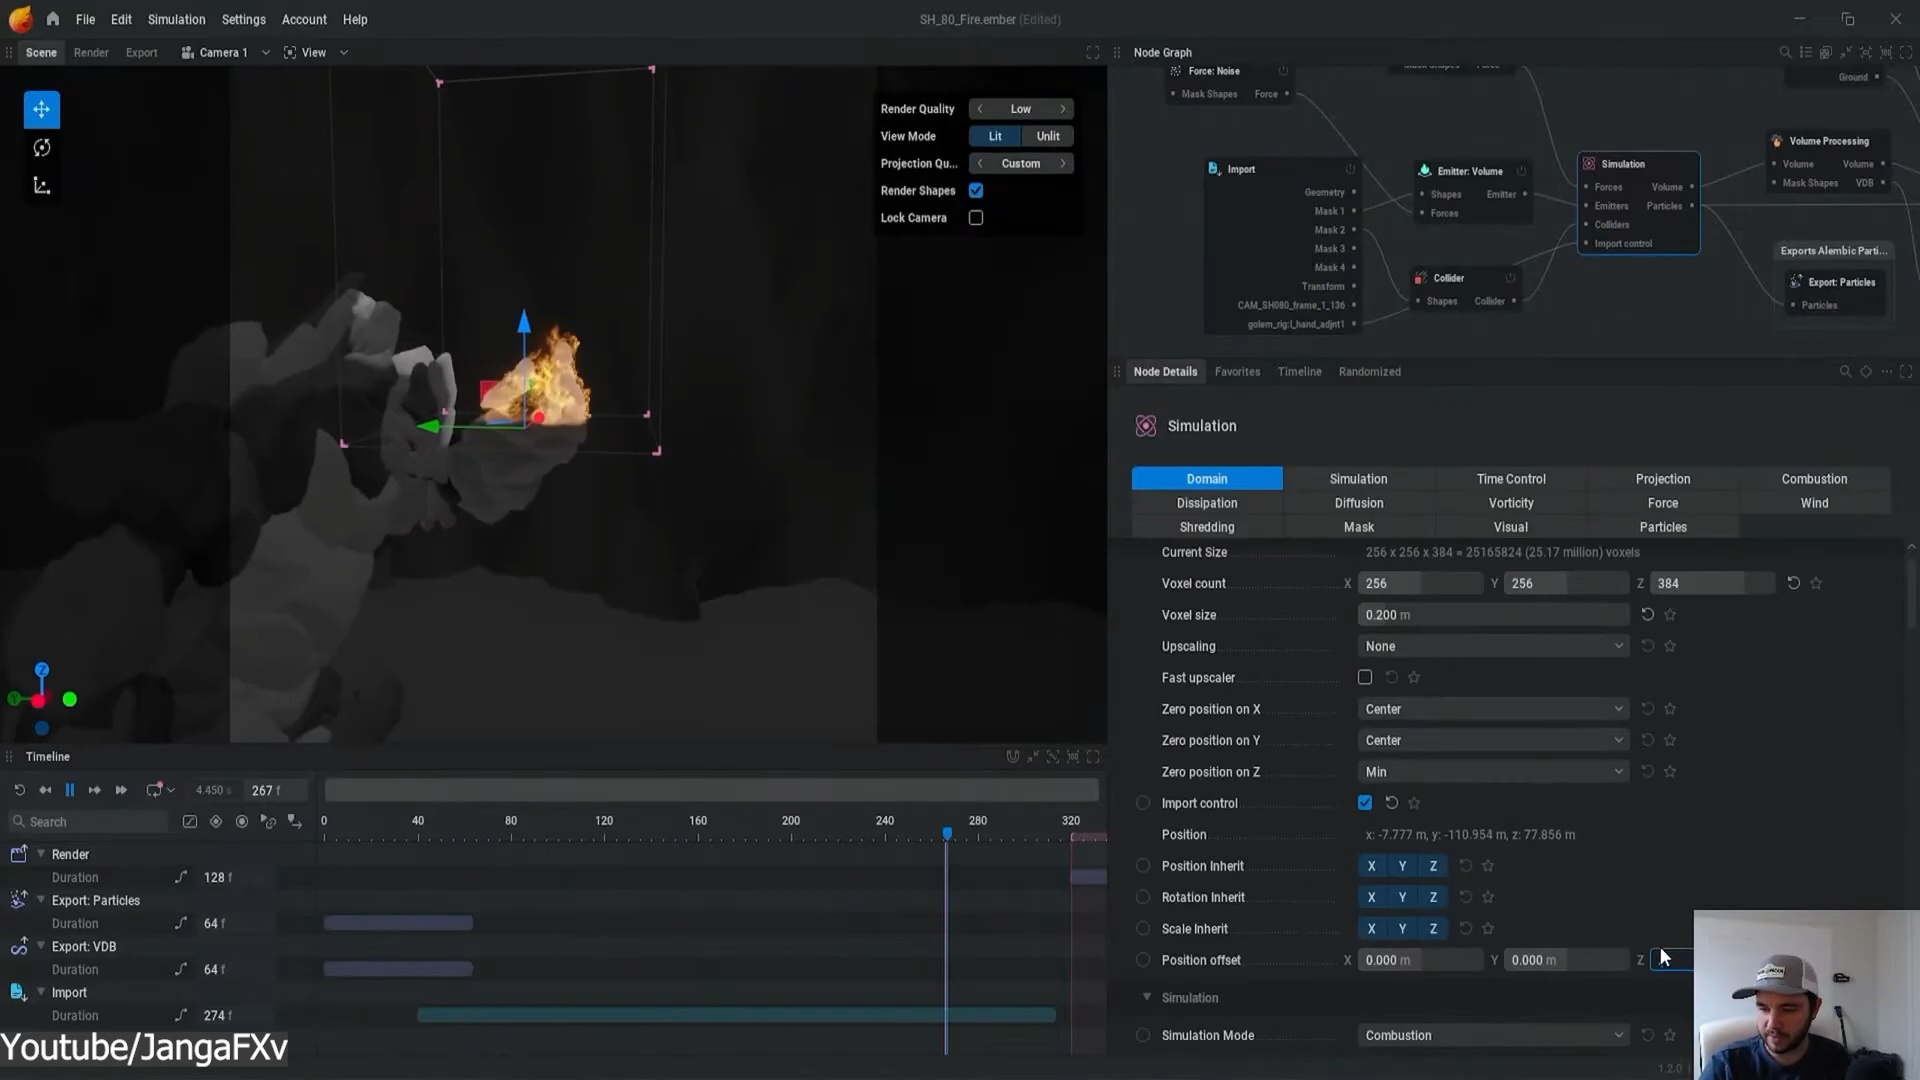 File Edit Simulation Settings Account Help
SH_80_Fire.ember (Edited)
Scene Render Export Camera 1 View
Render Quality Low
View Mode Lit Unlit
Projection Qu... Custom
Render Shapes
Lock Camera
Node Graph
Force: Noise
Mask Shapes Force
Ground
Import
Geometry
Mask 1
Mask 2
Mask 3
Mask 4
Transform
CAM_SH080_frame_1_136
golem_rig:l_hand_adjnt1
Emitter: Volume
Shapes Emitter
Forces
Collider
Shapes Collider
Simulation
Forces Volume
Emitters Particles
Colliders
Import control
Volume Processing
Volume Volume
Mask Shapes VDB
Exports Alembic Parti...
Export: Particles
Particles
Node Details Favorites Timeline Randomized
Simulation
Domain Simulation Time Control Projection Combustion
Dissipation Diffusion Vorticity Force Wind
Shredding Mask Visual Particles
Current Size 256 x 256 x 384 = 25165824 (25.17 million) voxels
Voxel count X 256 Y 256 Z 384
Voxel size 0.200 m
Upscaling None
Fast upscaler
Zero position on X Center
Zero position on Y Center
Zero position on Z Min
Import control
Position x: -7.777 m, y: -110.954 m, z: 77.856 m
Position Inherit X Y Z
Rotation Inherit X Y Z
Scale Inherit X Y Z
Position offset X 0.000 m Y 0.000 m Z
Simulation
Simulation Mode Combustion
1.2.0
Z
Y
Timeline
4.450 s 267 f
Search
0 40 80 120 160 200 240 280 320
Render
Duration 128 f
Export: Particles
Duration 64 f
Export: VDB
Duration 64 f
Import
Duration 274 f
Youtube/JangaFXv